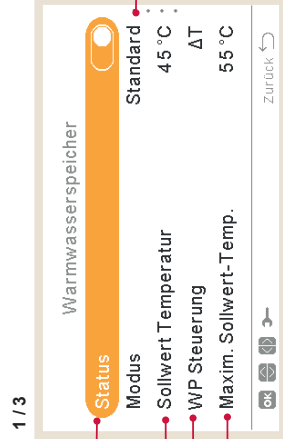 1 / 3
Warmwasserspeicher
Status
Modus Standard
Sollwert Temperatur 45°C
WP Steuerung ΔT
Maxim. Sollwert-Temp. 55°C
OK Zurück